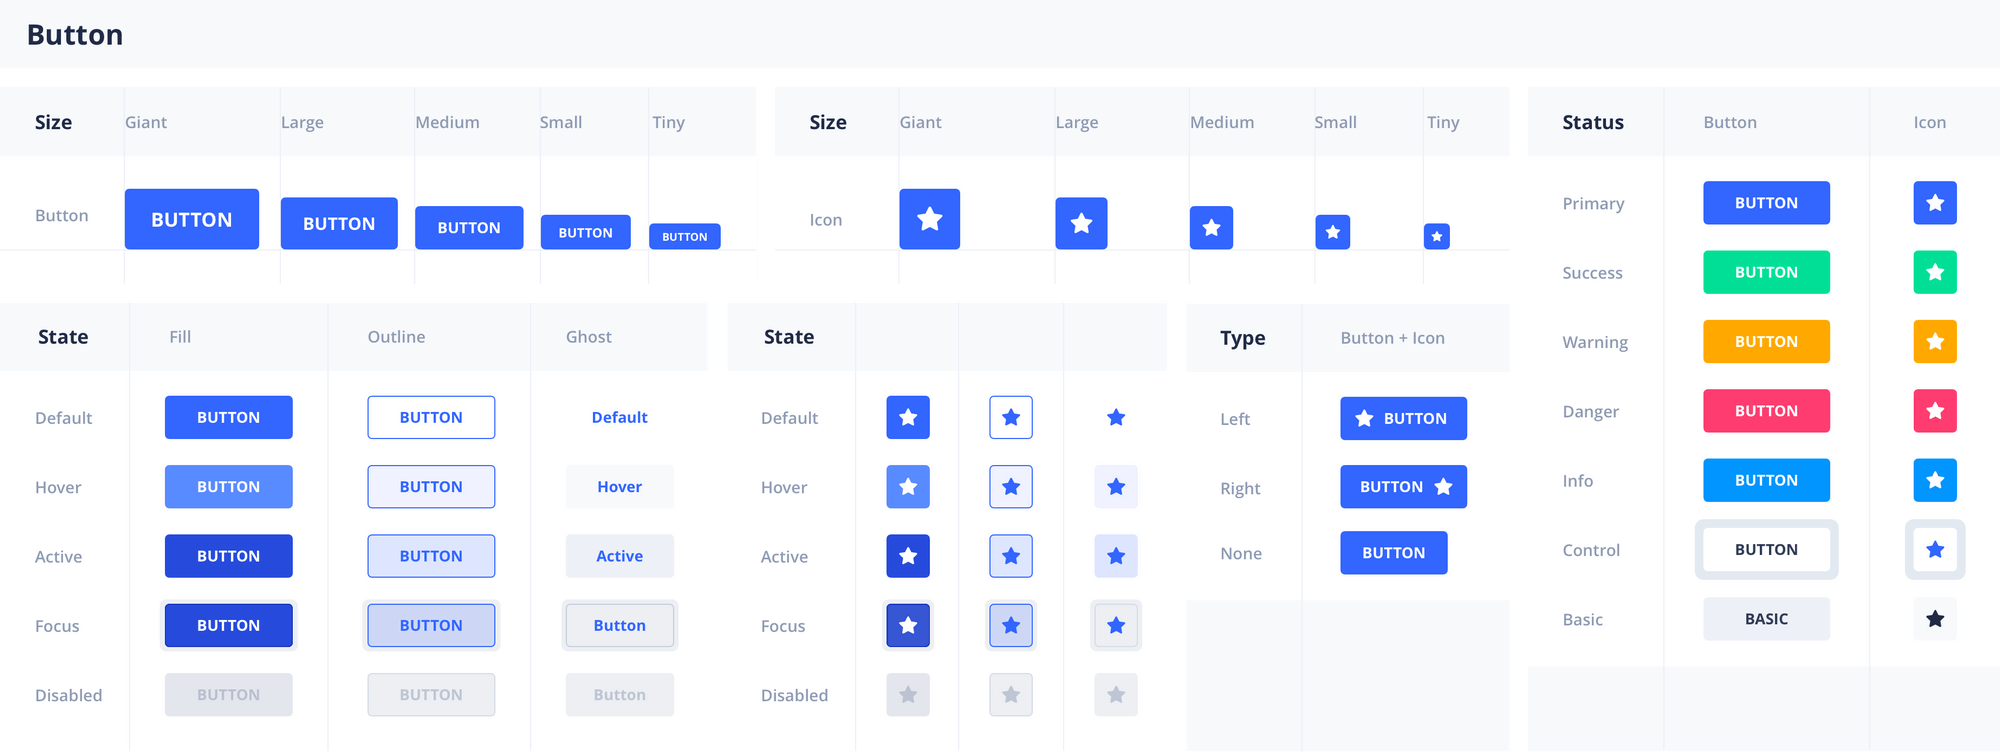 Button
Size Giant Large Medium Small Tiny
Button BUTTON BUTTON BUTTON BUTTON BUTTON
Size Giant Large Medium Small Tiny
Icon
State Fill Outline Ghost
Default BUTTON BUTTON Default
Hover BUTTON BUTTON Hover
Active BUTTON BUTTON Active
Focus BUTTON BUTTON Button
Disabled BUTTON BUTTON Button
State
Default
Hover
Active
Focus
Disabled
Type Button + Icon
Left BUTTON
Right BUTTON
None BUTTON
Status Button Icon
Primary BUTTON
Success BUTTON
Warning BUTTON
Danger BUTTON
Info BUTTON
Control BUTTON
Basic BASIC